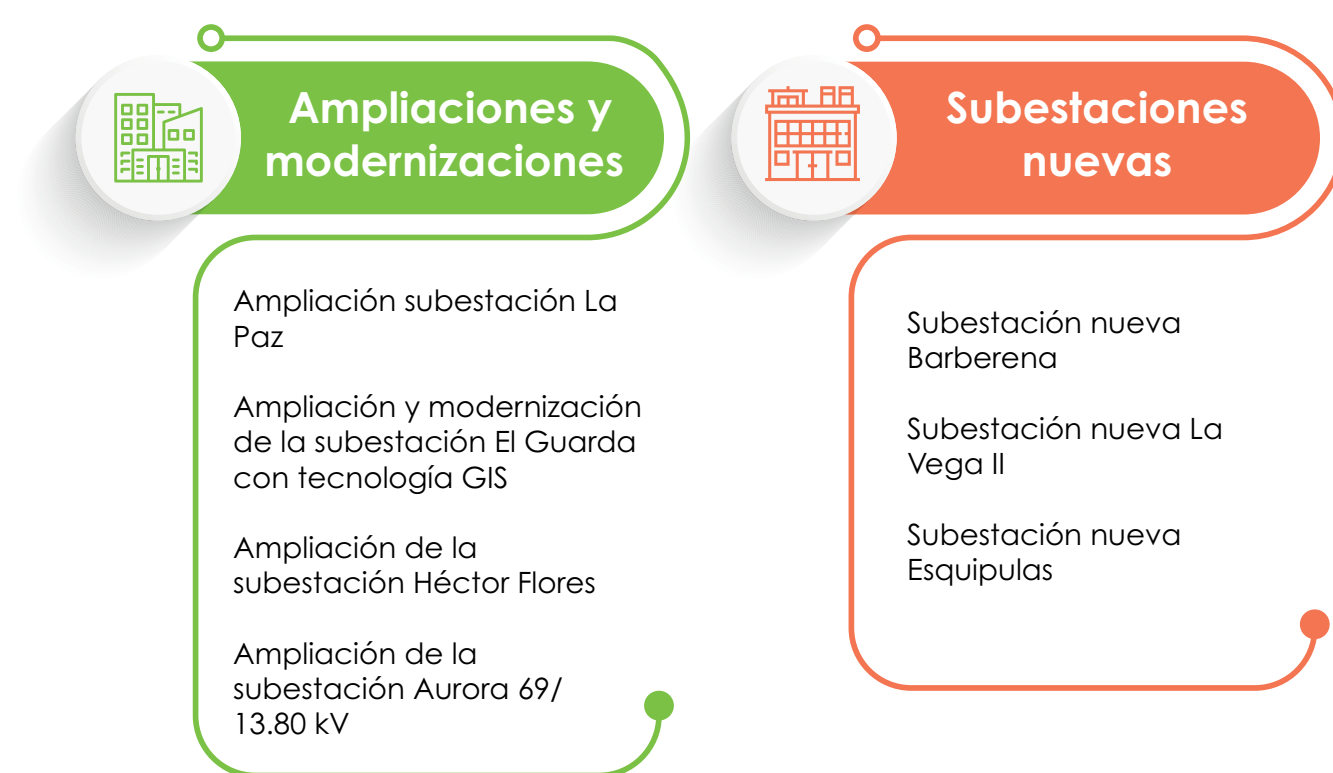 Ampliaciones y
modernizaciones
Ampliación subestación La
Paz
Ampliación y modernización
de la subestación El Guarda
con tecnología GIS
Ampliación de la
subestación Héctor Flores
Ampliación de la
subestación Aurora 69/
13.80 kV
Subestaciones
nuevas
Subestación nueva
Barberena
Subestación nueva La
Vega II
Subestación nueva
Esquipulas